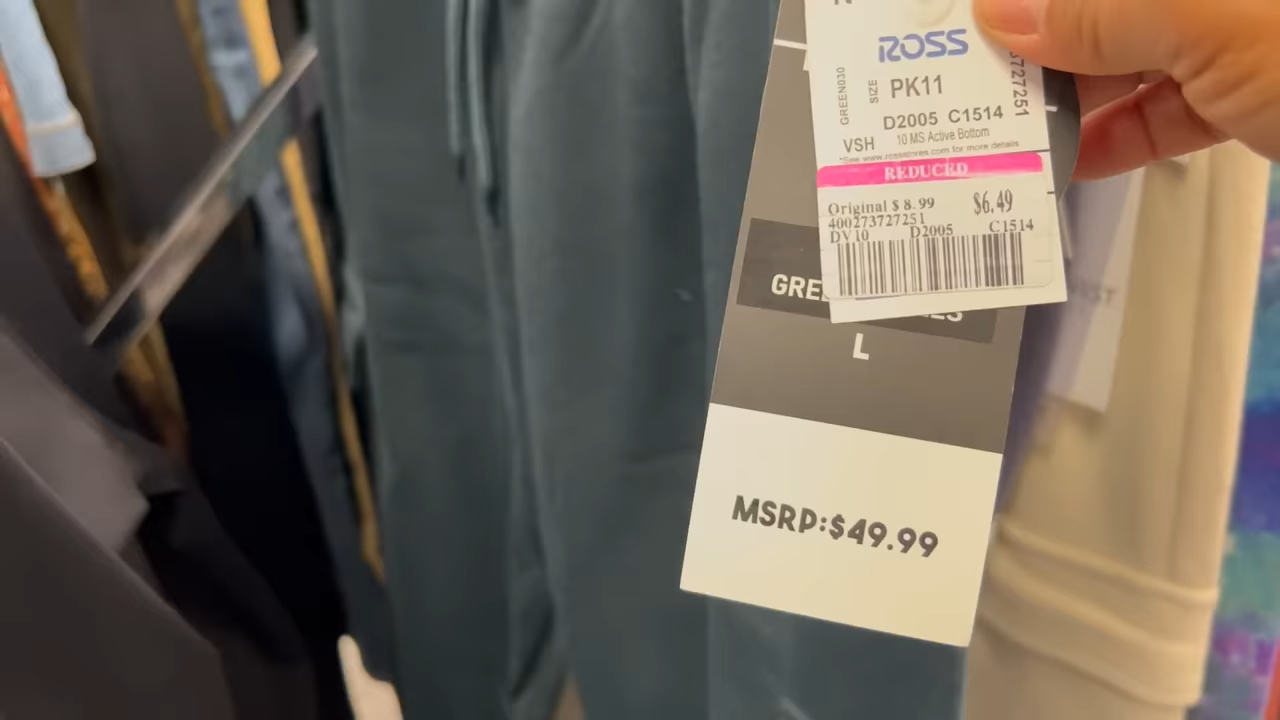 ROSS
GREEN030
SIZE
PK11
D2005 C1514
VSH
10 MS Active Bottom
*See www.rossstores.com for more details
REDUCED
Original $ 8.99
$6.49
400273727251
DV10 D2005 C1514
L
MSRP:$49.99